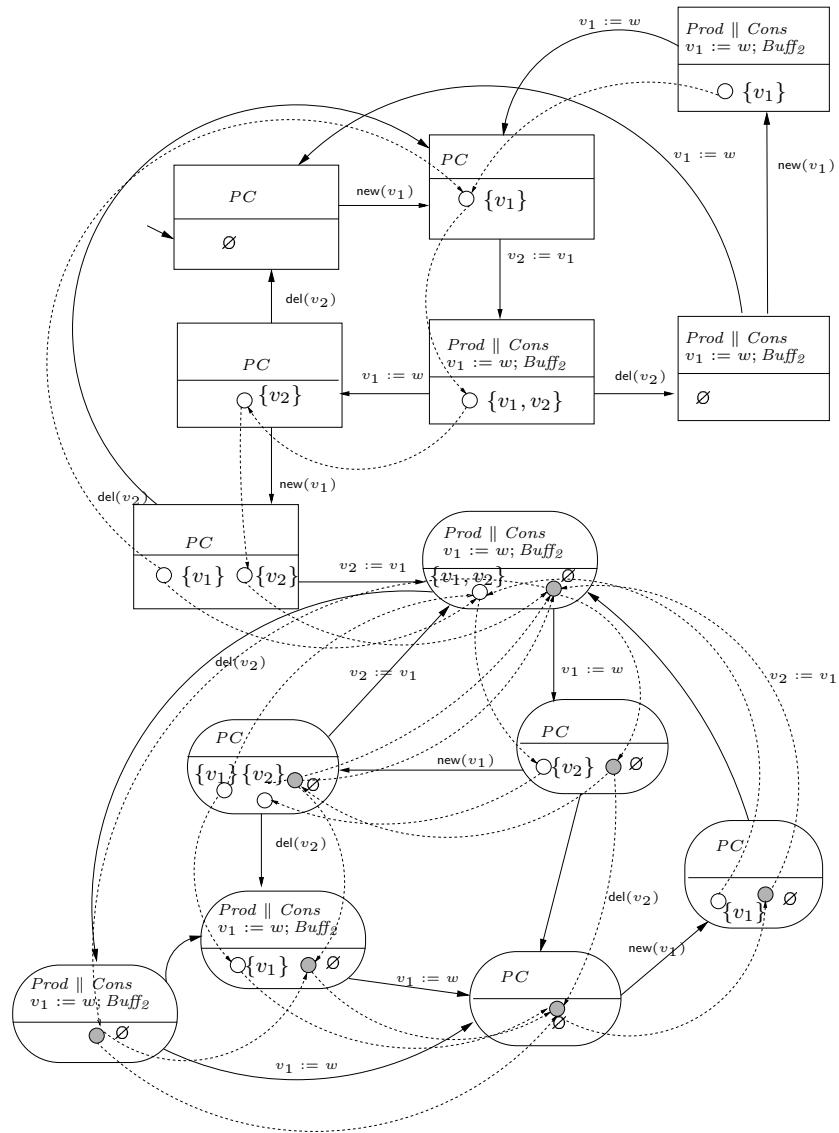 v₁ := w
Prod ∥ Cons
v₁ := w; Buff₂
{v₁}
PC
{v₁}
PC
∅
new(v₁)
v₁ := w
new(v₁)
v₂ := v₁
del(v₂)
PC
{v₂}
v₁ := w
Prod ∥ Cons
v₁ := w; Buff₂
{v₁, v₂}
del(v₂)
Prod ∥ Cons
v₁ := w; Buff₂
∅
new(v₁)
del(v₂)
PC
{v₁}
{v₂}
v₂ := v₁
Prod ∥ Cons
v₁ := w; Buff₂
{v₁, v₂}
∅
del(v₂)
v₂ := v₁
v₁ := w
v₂ := v₁
PC
{v₁}
{v₂}
∅
new(v₁)
PC
{v₂}
∅
del(v₂)
PC
{v₁}
∅
Prod ∥ Cons
v₁ := w; Buff₂
{v₁}
∅
del(v₂)
new(v₁)
v₁ := w
PC
∅
Prod ∥ Cons
v₁ := w; Buff₂
∅
v₁ := w